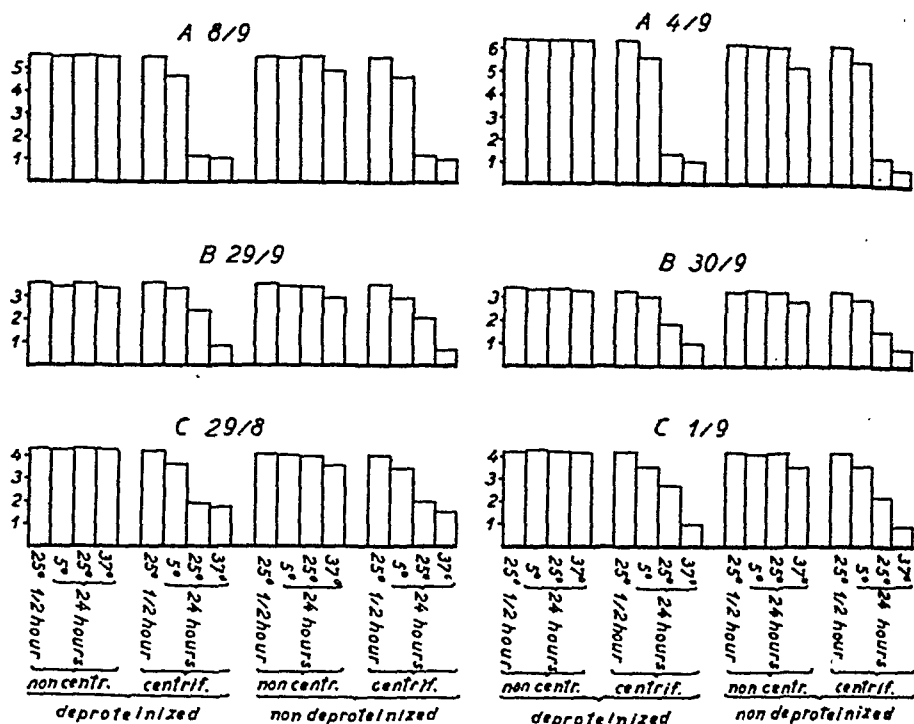 A 8/9
A 4/9
5
4
3
2
1
6
5
4
3
2
1
B 29/9
B 30/9
3
2
1
3
2
1
C 29/8
C 1/9
4
3
2
1
4
3
2
1
25° 1/2 hour 5° 25° 37° 24 hours 25° 1/2 hour 5° 25° 37° 24 hours 25° 1/2 hour 5° 25° 37° 24 hours 25° 1/2 hour 5° 25° 37° 24 hours
25° 1/2 hour 5° 25° 37° 24 hours 25° 1/2 hour 5° 25° 37° 24 hours 25° 1/2 hour 5° 25° 37° 24 hours 25° 1/2 hour 5° 25° 37° 24 hours
non centr. centrif. non centr. centrif.
non centr. centrif. non centr. centrif.
deproteinized non deproteinized
deproteinized non deproteinized